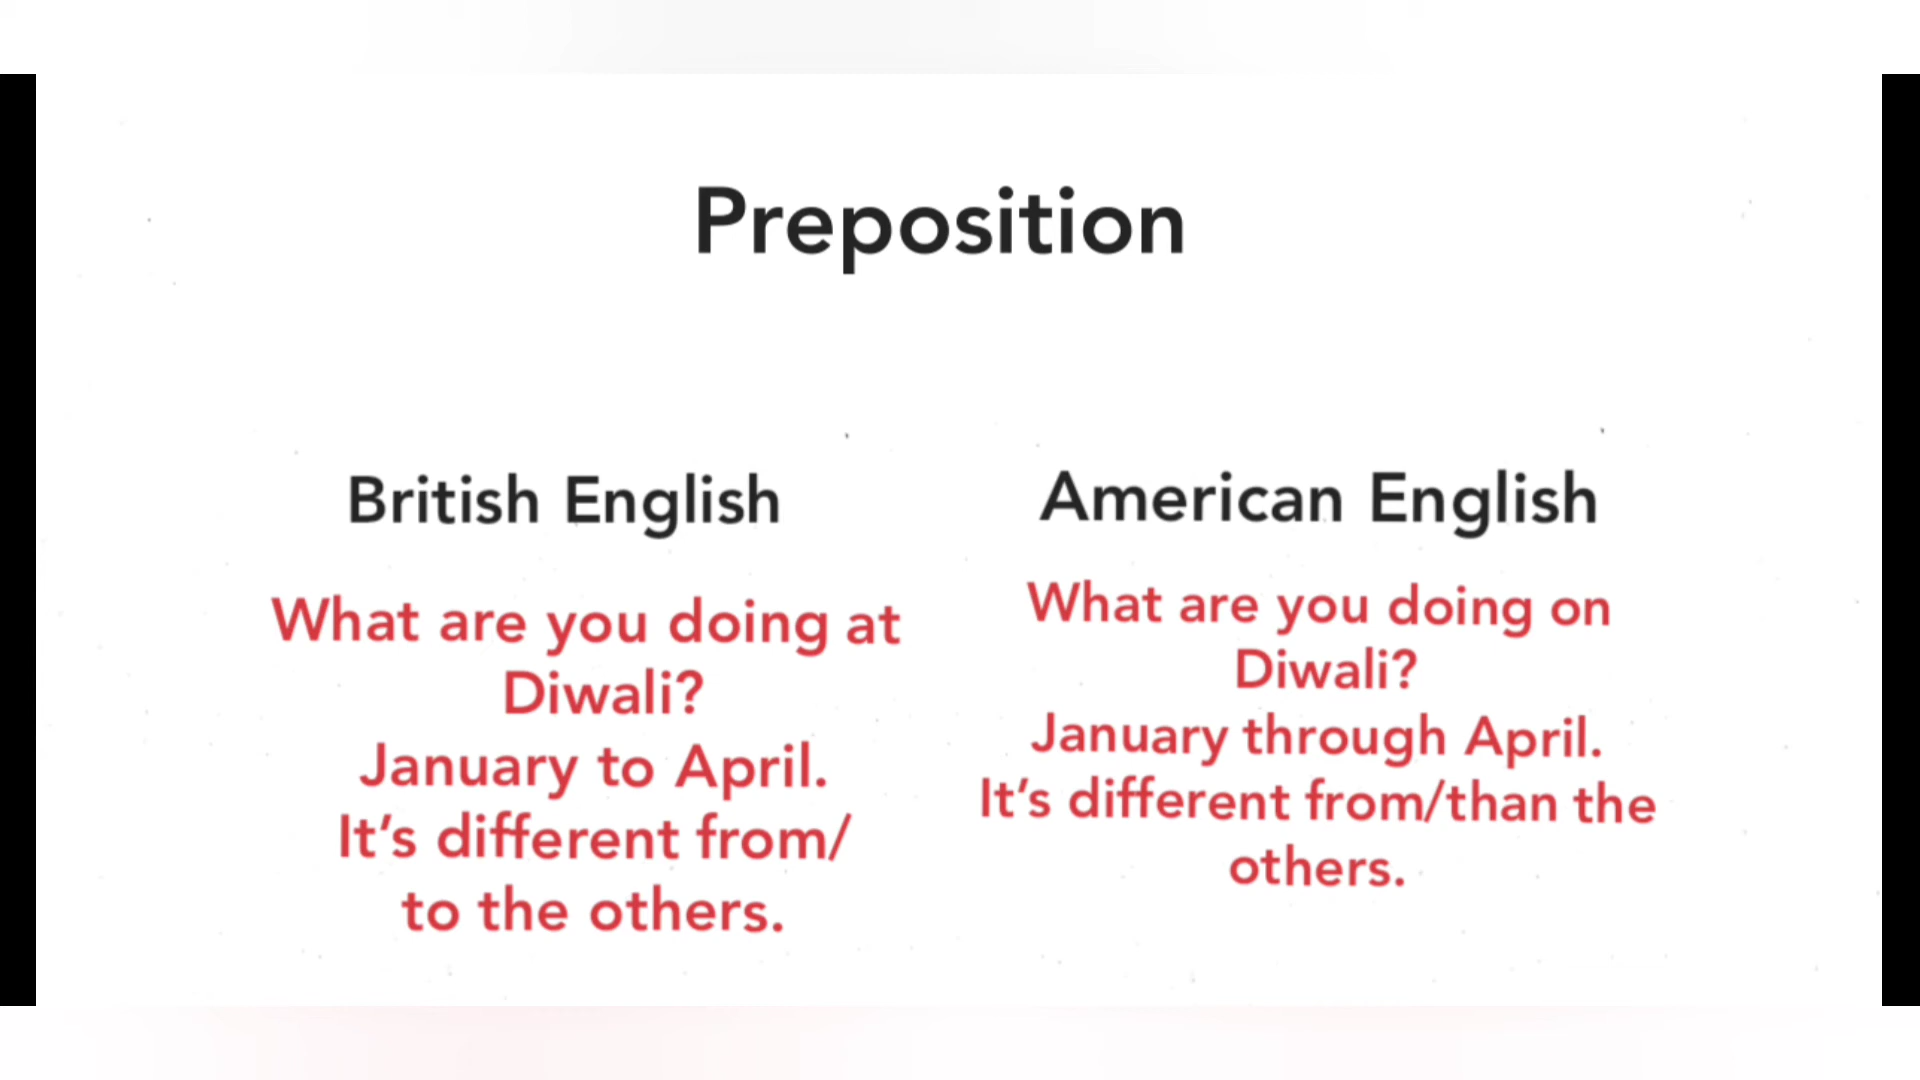 Preposition
British English
What are you doing at
Diwali?
January to April.
It's different from/
to the others.
American English
What are you doing on
Diwali?
January through April.
It's different from/than the
others.